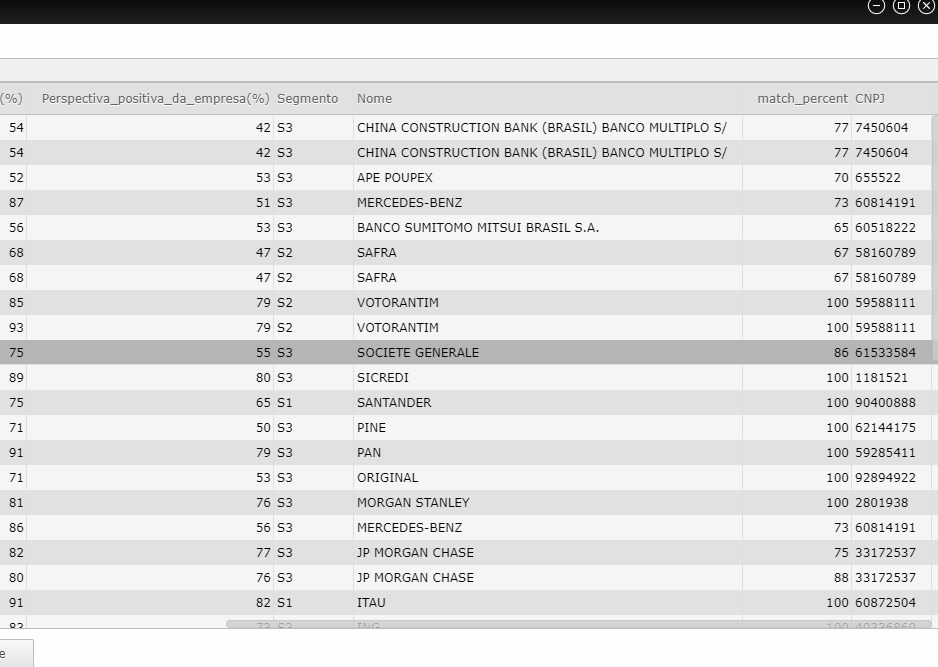 (%) Perspectiva_positiva_da_empresa(%) Segmento Nome match_percent CNPJ
54 42 S3 CHINA CONSTRUCTION BANK (BRASIL) BANCO MULTIPLO S/ 77 7450604
54 42 S3 CHINA CONSTRUCTION BANK (BRASIL) BANCO MULTIPLO S/ 77 7450604
52 53 S3 APE POUPEX 70 655522
87 51 S3 MERCEDES-BENZ 73 60814191
56 53 S3 BANCO SUMITOMO MITSUI BRASIL S.A. 65 60518222
68 47 S2 SAFRA 67 58160789
68 47 S2 SAFRA 67 58160789
85 79 S2 VOTORANTIM 100 59588111
93 79 S2 VOTORANTIM 100 59588111
75 55 S3 SOCIETE GENERALE 86 61533584
89 80 S3 SICREDI 100 1181521
75 65 S1 SANTANDER 100 90400888
71 50 S3 PINE 100 62144175
91 79 S3 PAN 100 59285411
71 53 S3 ORIGINAL 100 92894922
81 76 S3 MORGAN STANLEY 100 2801938
86 56 S3 MERCEDES-BENZ 73 60814191
82 77 S3 JP MORGAN CHASE 75 33172537
80 76 S3 JP MORGAN CHASE 88 33172537
91 82 S1 ITAU 100 60872504
73 S3 ING 100
e